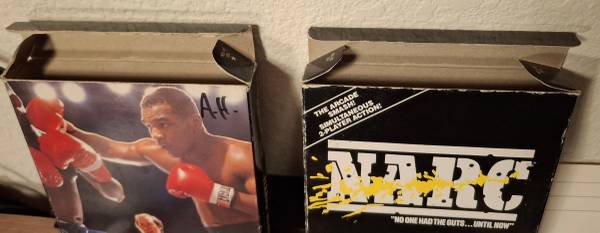 A.H.
THE ARCADE
SMASH!
SIMULTANEOUS
2-PLAYER ACTION!
NARC
"NO ONE HAD THE GUTS...UNTIL NOW"